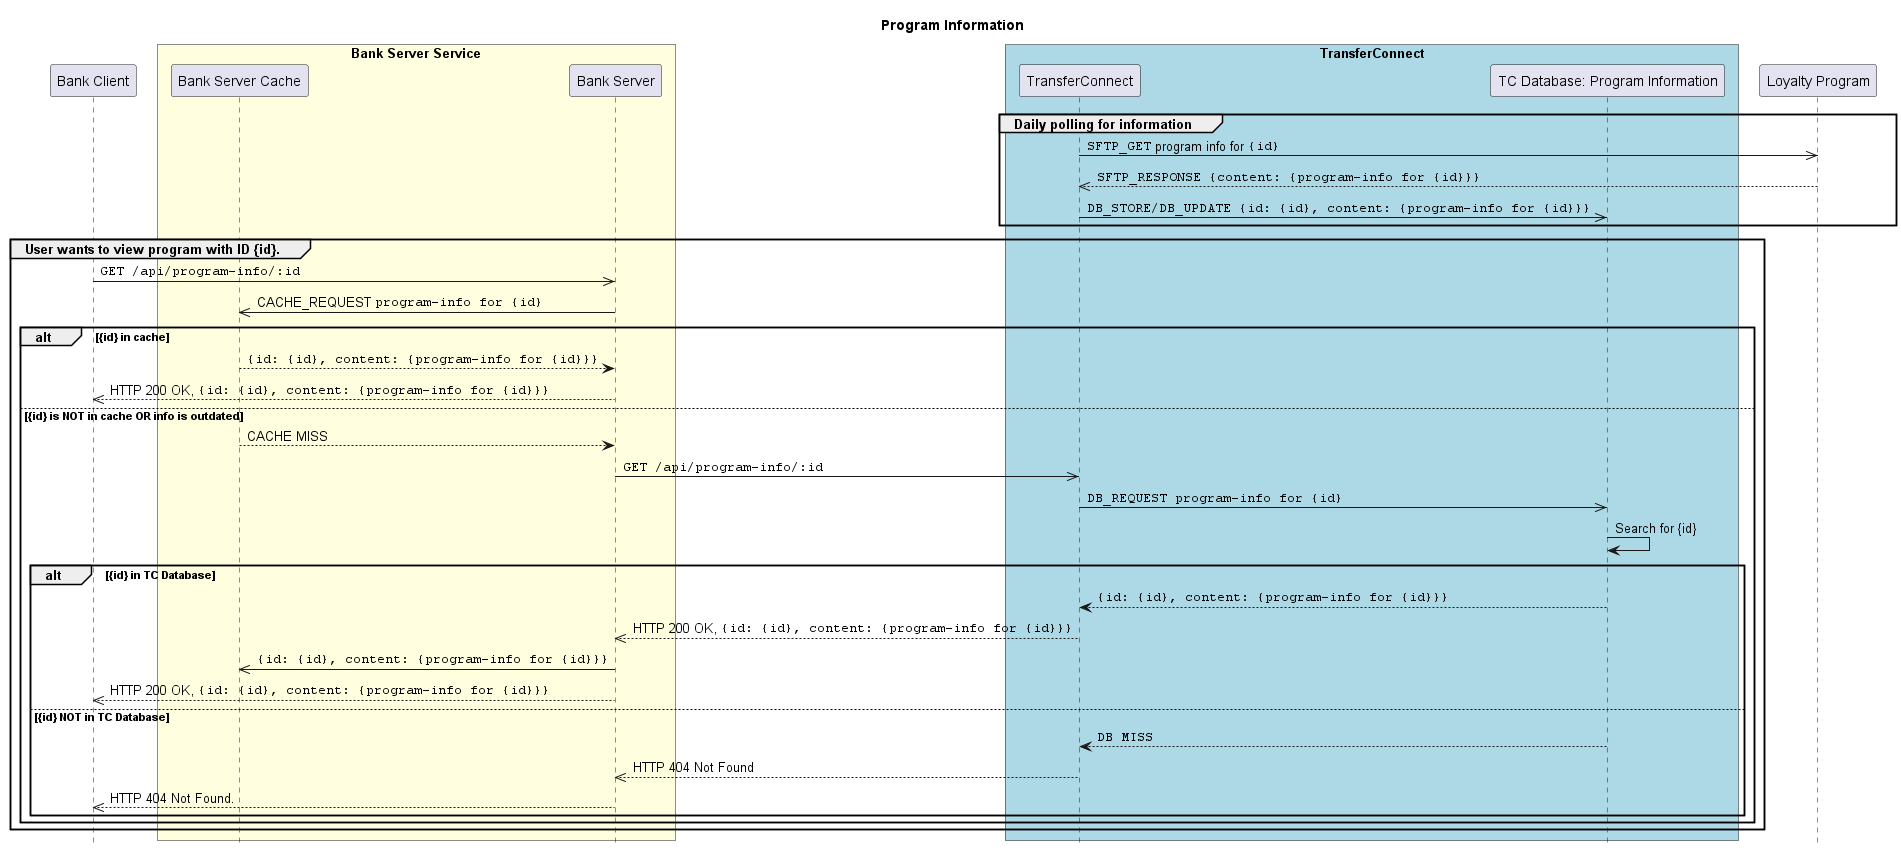 Program Information
Bank Server Service
TransferConnect
Bank Client
Bank Server Cache
Bank Server
TransferConnect
TC Database: Program Information
Loyalty Program
Daily polling for information
SFTP_GET program info for {id}
SFTP_RESPONSE {content: {program-info for {id}}}
DB_STORE/DB_UPDATE {id: {id}, content: {program-info for {id}}}
User wants to view program with ID {id}.
GET /api/program-info/:id
CACHE_REQUEST program-info for {id}
alt [{id} in cache]
{id: {id}, content: {program-info for {id}}}
HTTP 200 OK, {id: {id}, content: {program-info for {id}}}
[{id} is NOT in cache OR info is outdated]
CACHE MISS
GET /api/program-info/:id
DB_REQUEST program-info for {id}
Search for {id}
alt [{id} in TC Database]
{id: {id}, content: {program-info for {id}}}
HTTP 200 OK, {id: {id}, content: {program-info for {id}}}
{id: {id}, content: {program-info for {id}}}
HTTP 200 OK, {id: {id}, content: {program-info for {id}}}
[{id} NOT in TC Database]
DB MISS
HTTP 404 Not Found
HTTP 404 Not Found.